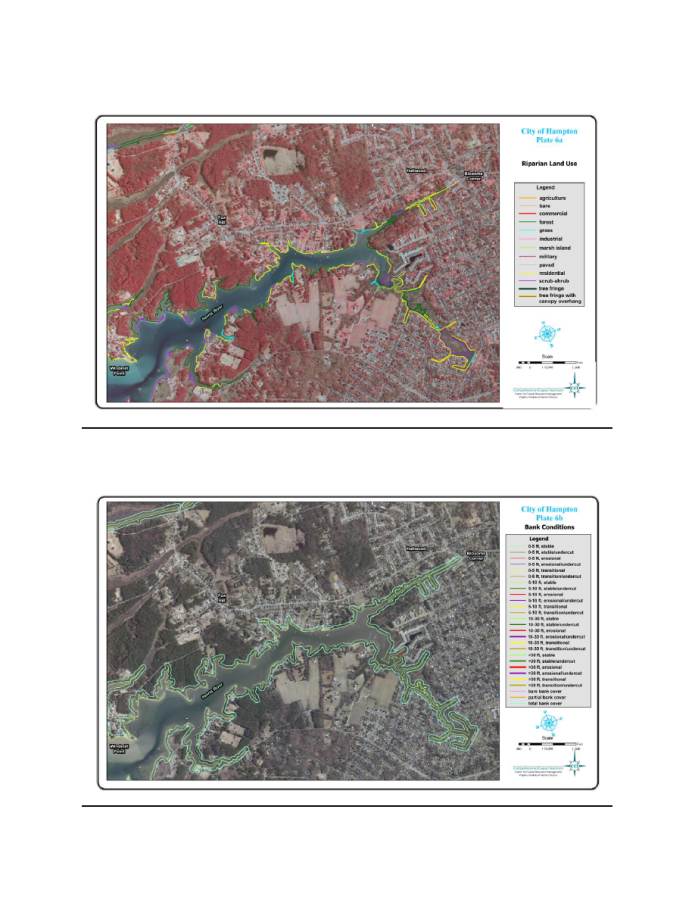 City of Hampton
Plate 6a
Riparian Land Use
Legend
agriculture
bare
commercial
forest
grass
industrial
marsh island
military
paved
residential
scrub-shrub
tree fringe
tree fringe with
canopy overhang
Scale
City of Hampton
Plate 6b
Bank Conditions
Legend
0-5 ft, stable
0-5 ft, stable/undercut
0-5 ft, erosional
0-5 ft, erosional/undercut
0-5 ft, transitional
0-5 ft, transition/undercut
5-10 ft, stable
5-10 ft, stable/undercut
5-10 ft, erosional
5-10 ft, erosional/undercut
5-10 ft, transitional
5-10 ft, transition/undercut
10-30 ft, stable
10-30 ft, stable/undercut
10-30 ft, erosional
10-30 ft, erosional/undercut
10-30 ft, transitional
10-30 ft, transition/undercut
>30 ft, stable
>30 ft, stable/undercut
>30 ft, erosional
>30 ft, erosional/undercut
>30 ft, transitional
>30 ft, transition/undercut
bare bank cover
partial bank cover
total bank cover
Scale